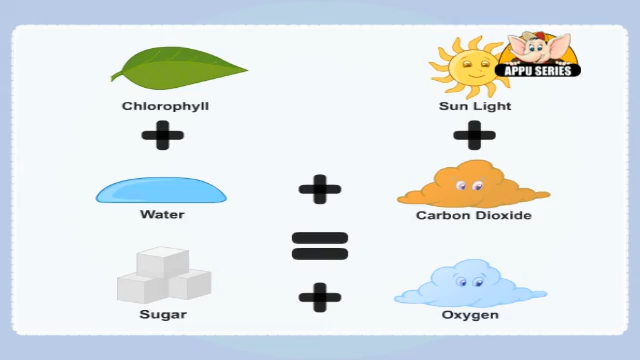 APPU SERIES
Chlorophyll
Sun Light
Water
Carbon Dioxide
Sugar
Oxygen